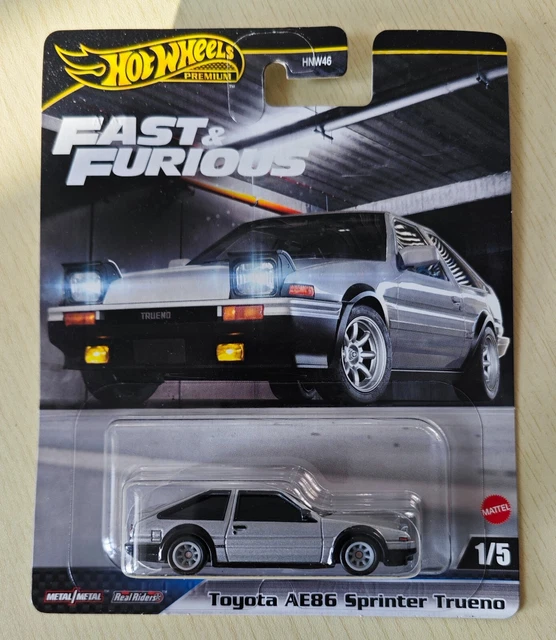 HOT WHEELS
PREMIUM
HNW46
FAST &
FURIOUS
TRUENO
MATTEL
1/5
METAL/METAL
Real Riders
Toyota AE86 Sprinter Trueno